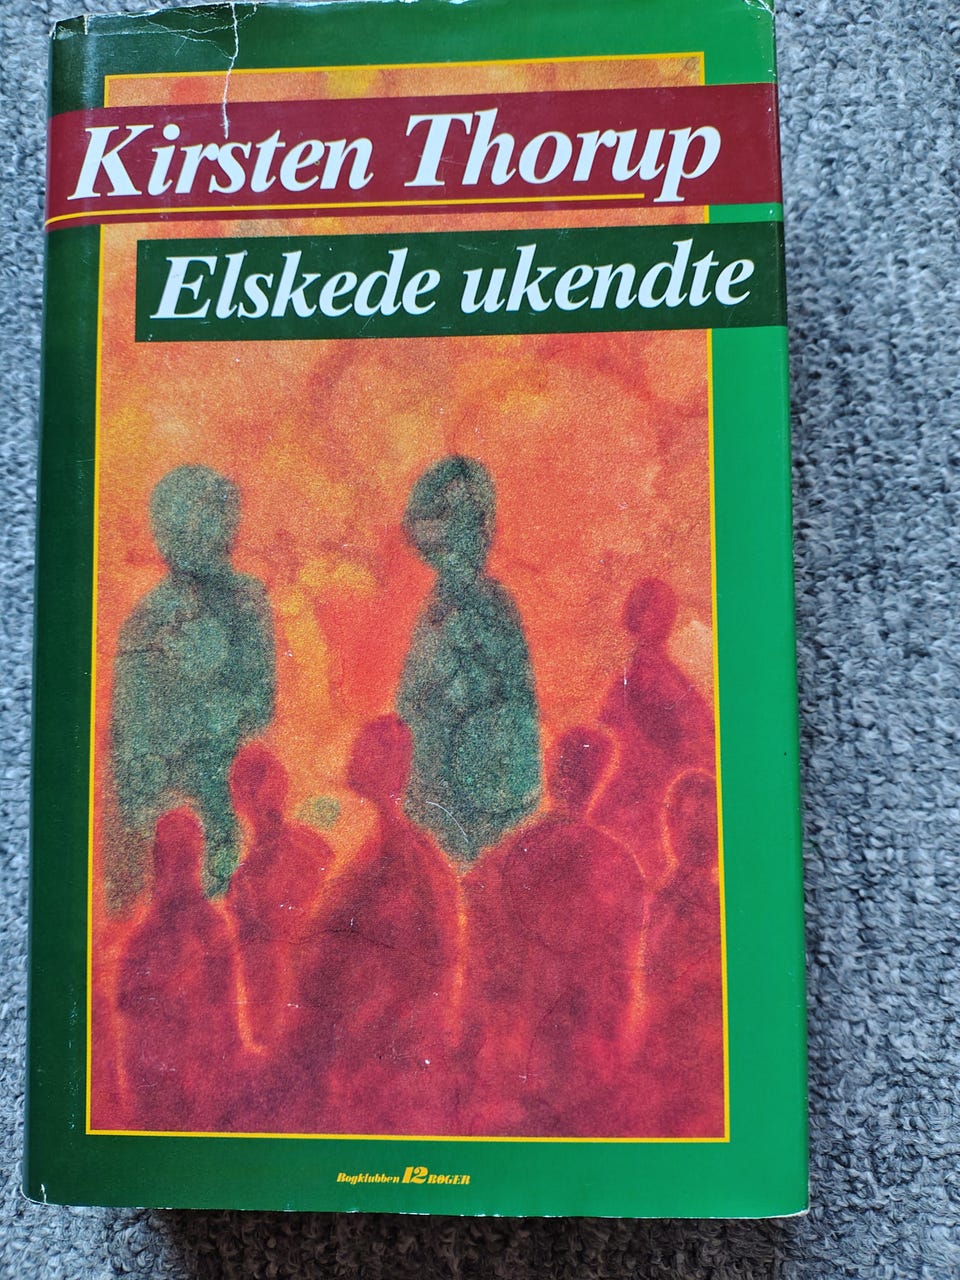 Kirsten Thorup
Elskede ukendte
Bogklubben 12 BØGER